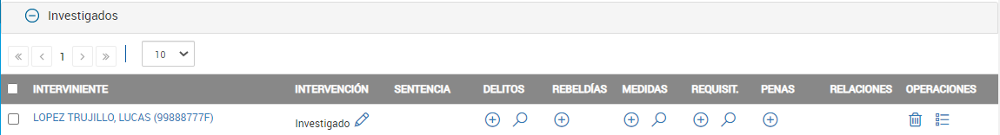 Investigados
« ‹ 1 › » 10
INTERVINIENTE INTERVENCIÓN SENTENCIA DELITOS REBELDÍAS MEDIDAS REQUISIT. PENAS RELACIONES OPERACIONES
LOPEZ TRUJILLO, LUCAS (99888777F) Investigado